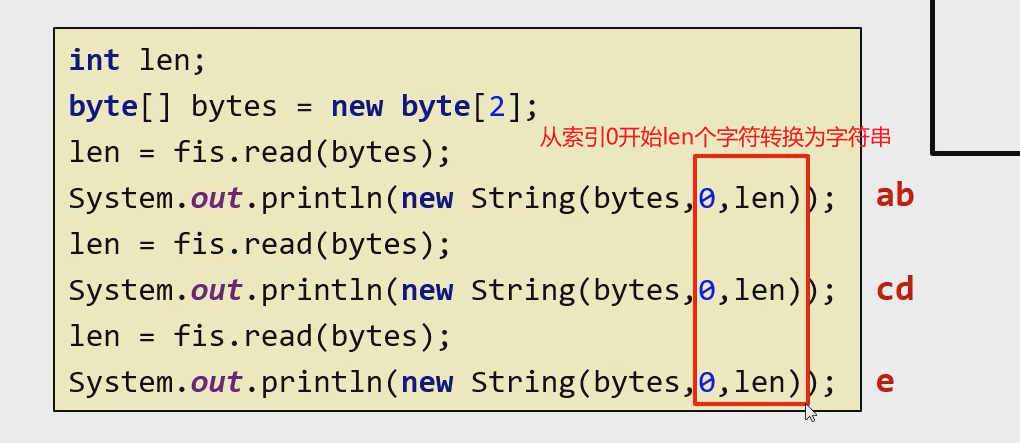 int len;
byte[] bytes = new byte[2];
从索引0开始len个字符转换为字符串
len = fis.read(bytes);
System.out.println(new String(bytes,0,len)); ab
len = fis.read(bytes);
System.out.println(new String(bytes,0,len)); cd
len = fis.read(bytes);
System.out.println(new String(bytes,0,len)); e